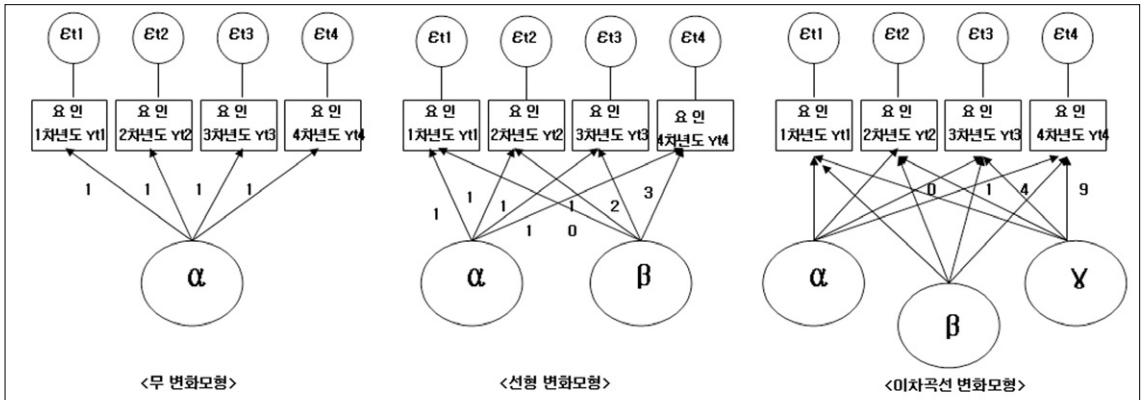 εt1 εt2 εt3 εt4
요 인 요 인 요 인 요 인
1차년도 Yt1 2차년도 Yt2 3차년도 Yt3 4차년도 Yt4
1 1 1 1
α
<무 변화모형>
εt1 εt2 εt3 εt4
요 인 요 인 요 인 요 인
1차년도 Yt1 2차년도 Yt2 3차년도 Yt3 4차년도 Yt4
1 1 1 1 2 3
1 0
α β
<선형 변화모형>
εt1 εt2 εt3 εt4
요 인 요 인 요 인 요 인
1차년도 Yt1 2차년도 Yt2 3차년도 Yt3 4차년도 Yt4
0 1 4 9
α β ɣ
<이차곡선 변화모형>